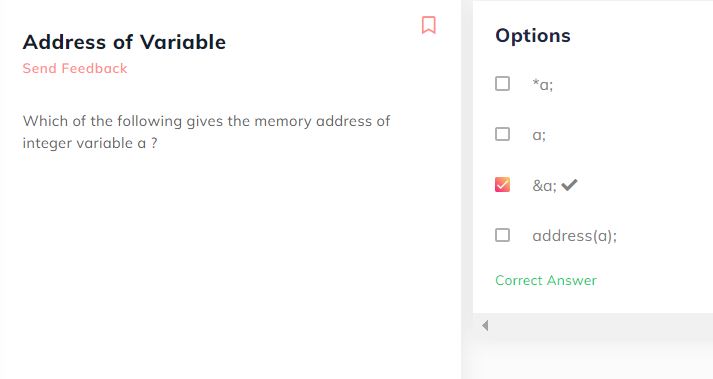 Address of Variable
Send Feedback
Which of the following gives the memory address of
integer variable a ?
Options
*a;
a;
&a;
address(a);
Correct Answer